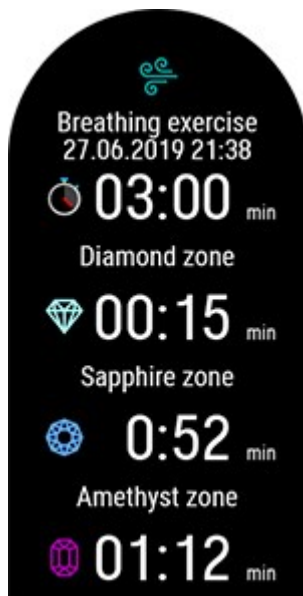 Breathing exercise
27.06.2019 21:38
03:00 min
Diamond zone
00:15 min
Sapphire zone
0:52 min
Amethyst zone
01:12 min